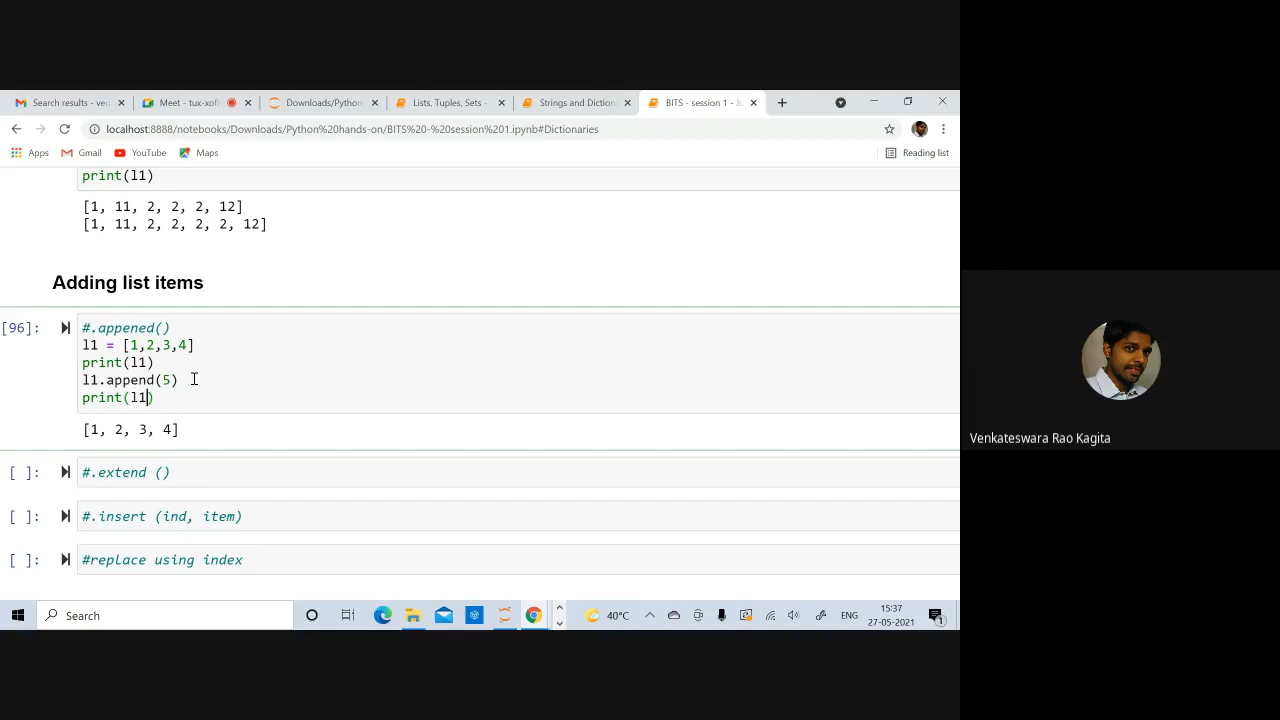 Search results - ven
Meet - tux-xofi
Downloads/Python
Lists, Tuples, Sets -
Strings and Diction
BITS - session 1 - Ju
localhost:8888/notebooks/Downloads/Python%20hands-on/BITS%20-%20session%201.ipynb#Dictionaries
Apps Gmail YouTube Maps Reading list
print(l1)
[1, 11, 2, 2, 2, 12]
[1, 11, 2, 2, 2, 2, 12]
Adding list items
[96]: #.appened()
l1 = [1,2,3,4]
print(l1)
l1.append(5)
print(l1)
[1, 2, 3, 4]
[ ]: #.extend ()
[ ]: #.insert (ind, item)
[ ]: #replace using index
Venkateswara Rao Kagita
Search
40°C
ENG
15:37
27-05-2021
1